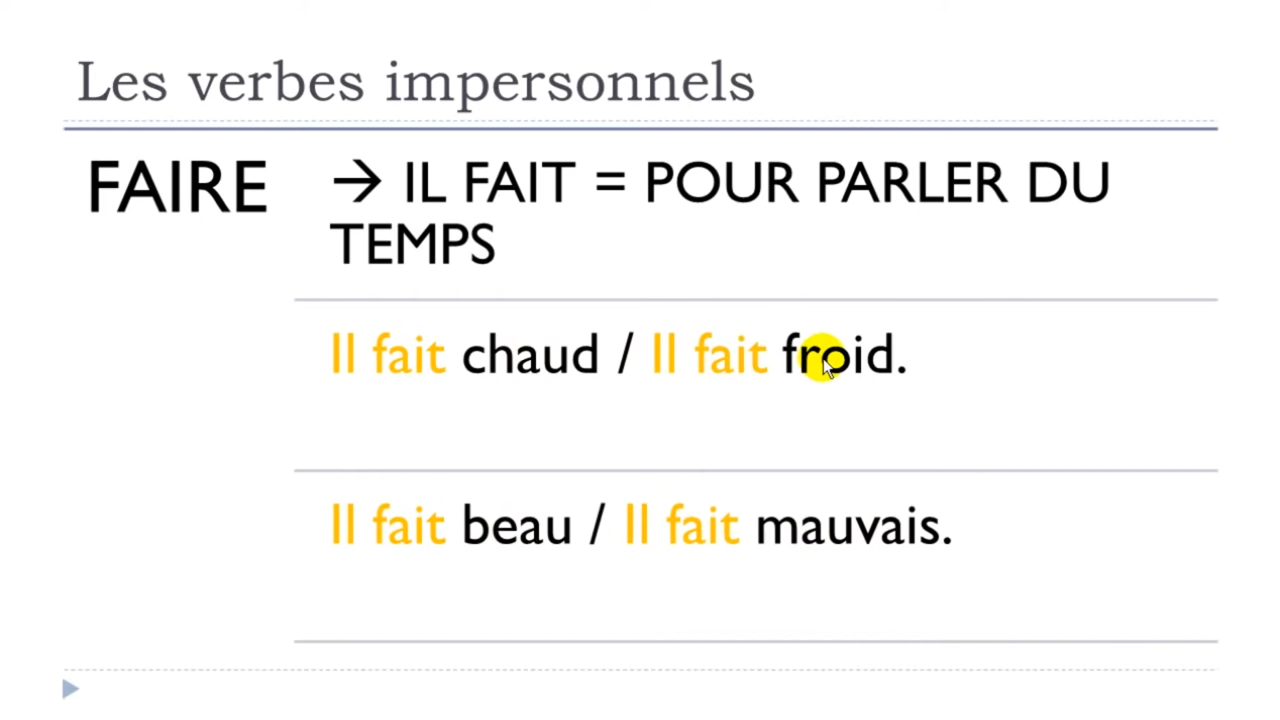 Les verbes impersonnels
FAIRE
→ IL FAIT = POUR PARLER DU
TEMPS
Il fait chaud / Il fait froid.
Il fait beau / Il fait mauvais.